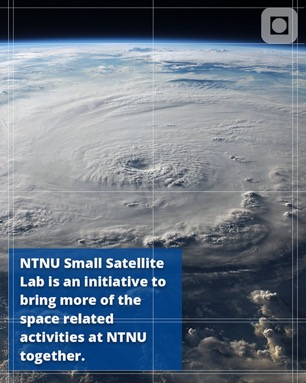 NTNU Small Satellite
Lab is an initiative to
bring more of the
space related
activities at NTNU
together.